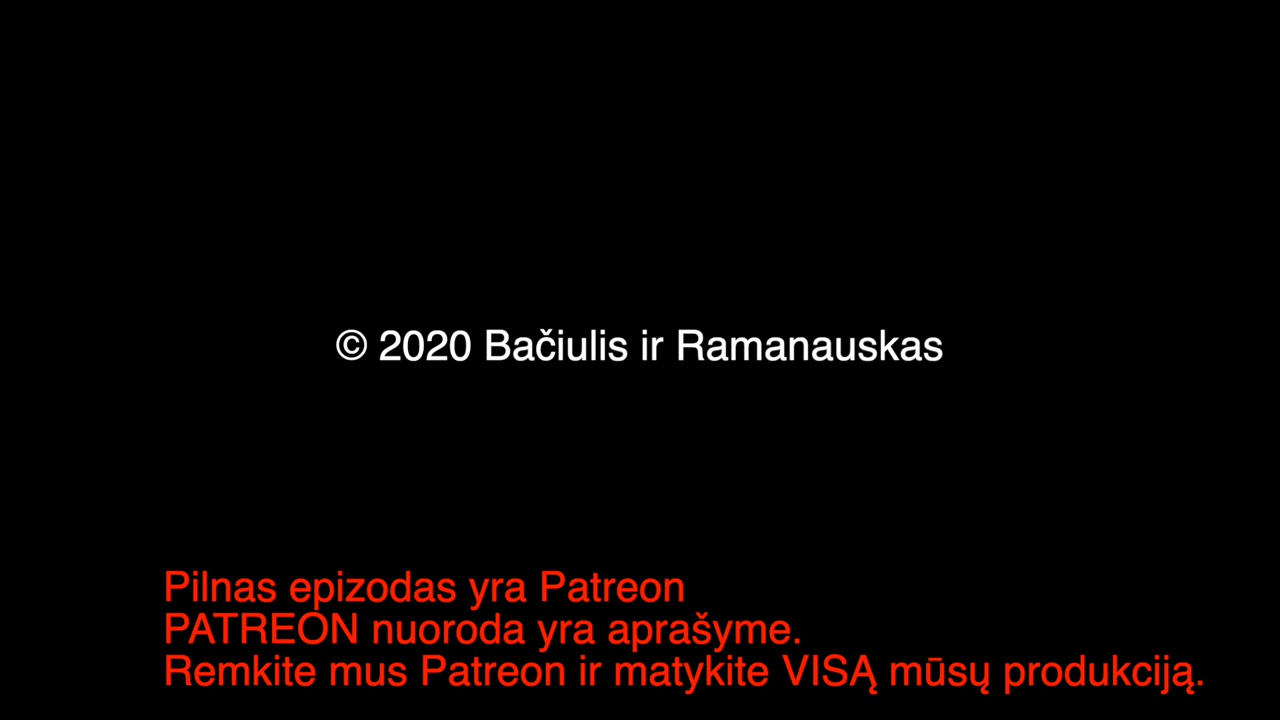 © 2020 Bačiulis ir Ramanauskas
Pilnas epizodas yra Patreon
PATREON nuoroda yra aprašyme.
Remkite mus Patreon ir matykite VISĄ mūsų produkciją.